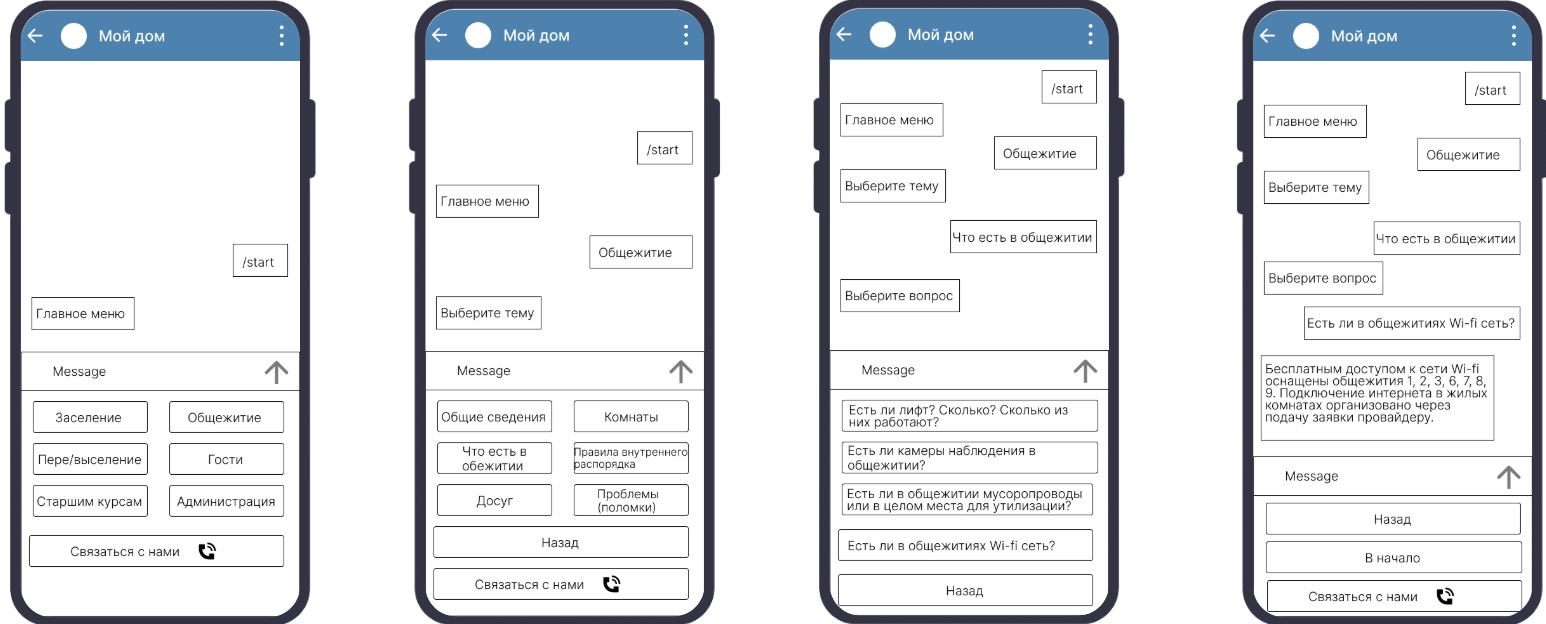 Мой дом
/start
Главное меню
Message
Заселение
Общежитие
Пере/выселение
Гости
Старшим курсам
Администрация
Связаться с нами
Мой дом
/start
Главное меню
Общежитие
Выберите тему
Message
Общие сведения
Комнаты
Что есть в
обежитии
Правила внутреннего
распорядка
Досуг
Проблемы
(поломки)
Назад
Связаться с нами
Мой дом
/start
Главное меню
Общежитие
Выберите тему
Что есть в общежитии
Выберите вопрос
Message
Есть ли лифт? Сколько? Сколько из
них работают?
Есть ли камеры наблюдения в
общежитии?
Есть ли в общежитии мусоропроводы
или в целом места для утилизации?
Есть ли в общежитиях Wi-fi сеть?
Назад
Мой дом
/start
Главное меню
Общежитие
Выберите тему
Что есть в общежитии
Выберите вопрос
Есть ли в общежитиях Wi-fi сеть?
Бесплатным доступом к сети Wi-fi
оснащены общежития 1, 2, 3, 6, 7, 8,
9. Подключение интернета в жилых
комнатах организовано через
подачу заявки провайдеру.
Message
Назад
В начало
Связаться с нами